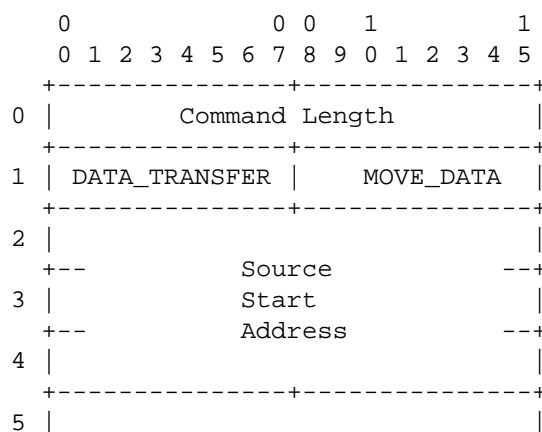 0 0 0 1 1
0 1 2 3 4 5 6 7 8 9 0 1 2 3 4 5
0 Command Length
1 DATA_TRANSFER MOVE_DATA
2
Source
3 Start
Address
4
5